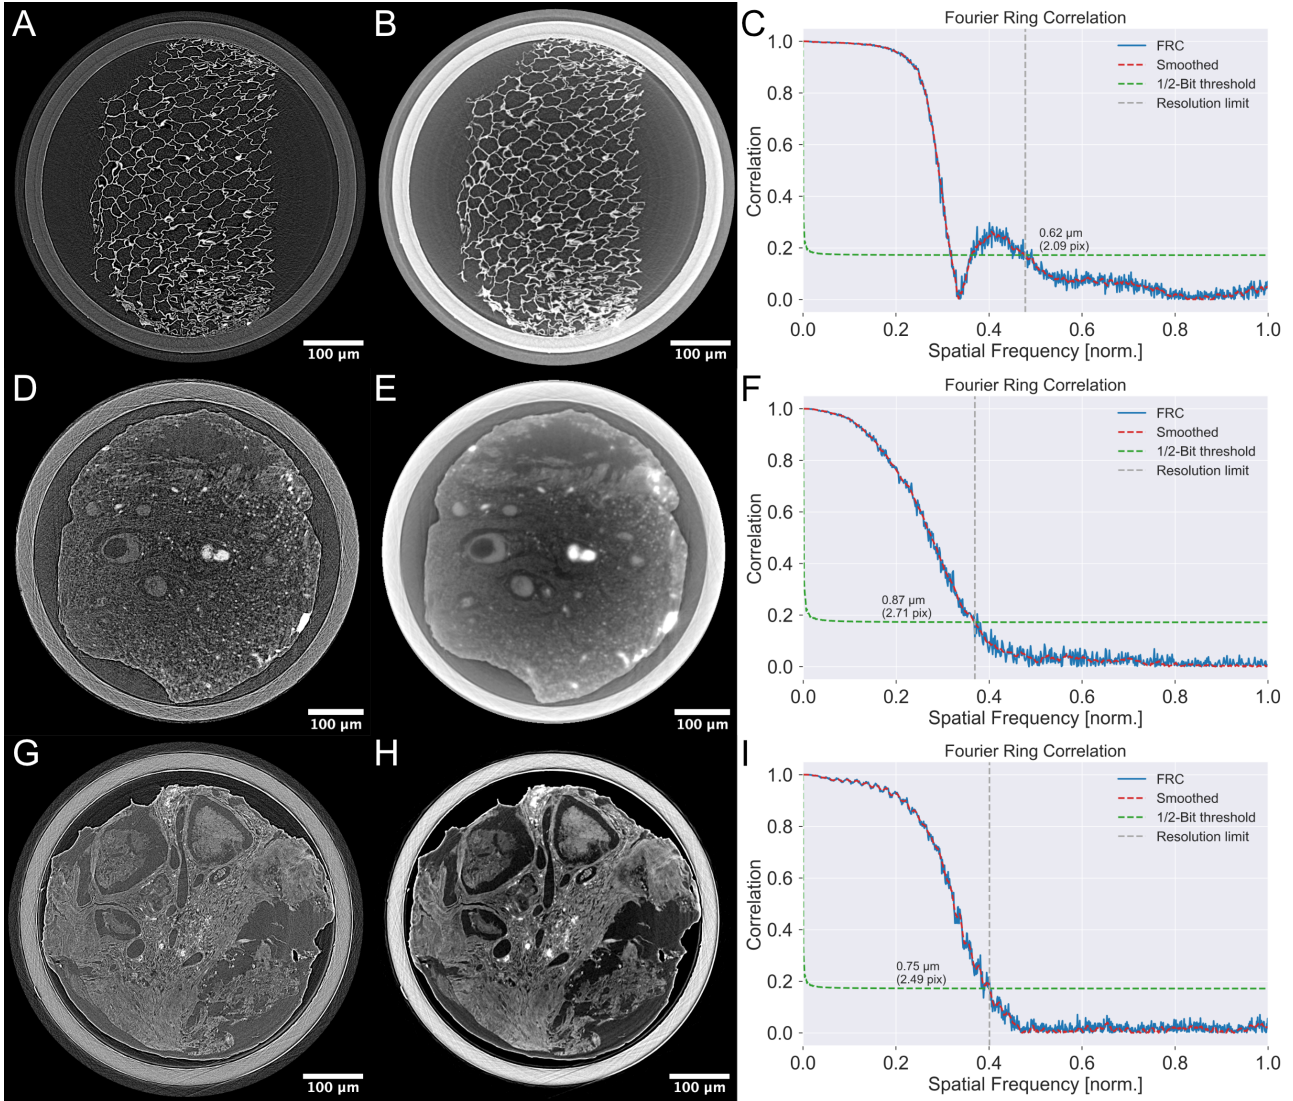 A
100 µm
B
100 µm
C
Fourier Ring Correlation
FRC
Smoothed
1/2-Bit threshold
Resolution limit
0.62 µm
(2.09 pix)
Correlation
1.0
0.8
0.6
0.4
0.2
0.0
0.0 0.2 0.4 0.6 0.8 1.0
Spatial Frequency [norm.]
D
100 µm
E
100 µm
F
Fourier Ring Correlation
FRC
Smoothed
1/2-Bit threshold
Resolution limit
0.87 µm
(2.71 pix)
Correlation
1.0
0.8
0.6
0.4
0.2
0.0
0.0 0.2 0.4 0.6 0.8 1.0
Spatial Frequency [norm.]
G
100 µm
H
100 µm
I
Fourier Ring Correlation
FRC
Smoothed
1/2-Bit threshold
Resolution limit
0.75 µm
(2.49 pix)
Correlation
1.0
0.8
0.6
0.4
0.2
0.0
0.0 0.2 0.4 0.6 0.8 1.0
Spatial Frequency [norm.]